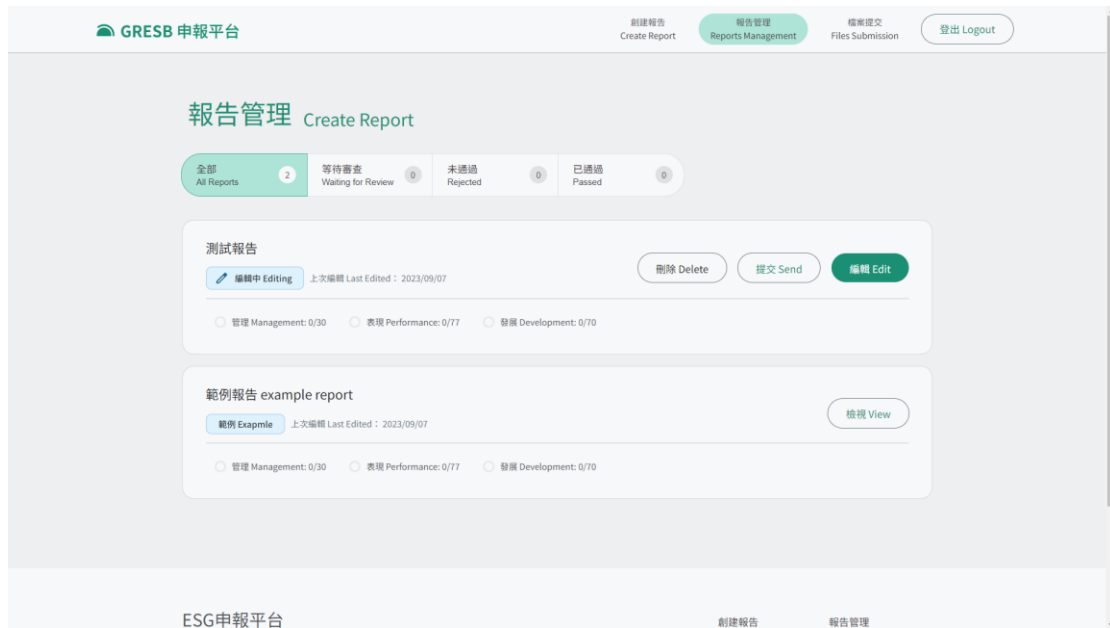 GRESB 申報平台
創建報告
Create Report
報告管理
Reports Management
檔案提交
Files Submission
登出 Logout
報告管理 Create Report
全部
All Reports
2
等待審查
Waiting for Review
0
未通過
Rejected
0
已通過
Passed
0
測試報告
編輯中 Editing
上次編輯 Last Edited： 2023/09/07
刪除 Delete
提交 Send
編輯 Edit
管理 Management: 0/30
表現 Performance: 0/77
發展 Development: 0/70
範例報告 example report
範例 Exapmle
上次編輯 Last Edited： 2023/09/07
檢視 View
管理 Management: 0/30
表現 Performance: 0/77
發展 Development: 0/70
ESG申報平台
創建報告
報告管理